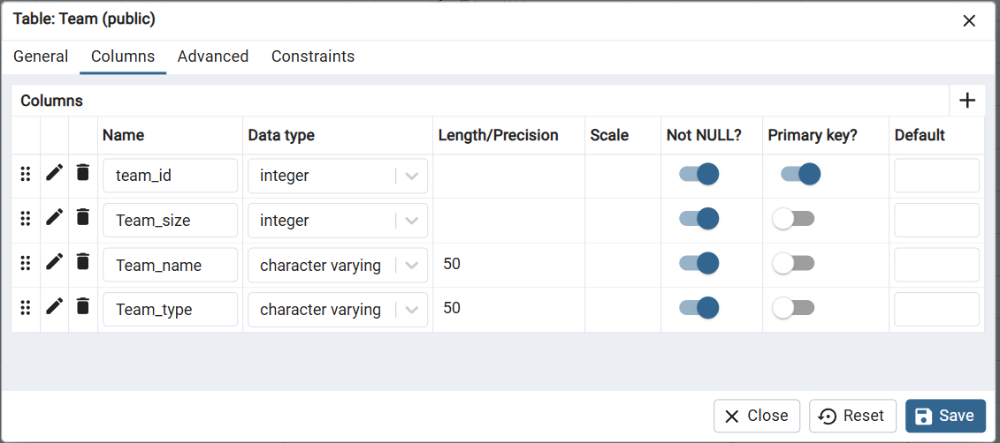 Table: Team (public)
General Columns Advanced Constraints
Columns
Name Data type Length/Precision Scale Not NULL? Primary key? Default
team_id integer
Team_size integer
Team_name character varying 50
Team_type character varying 50
Close Reset Save